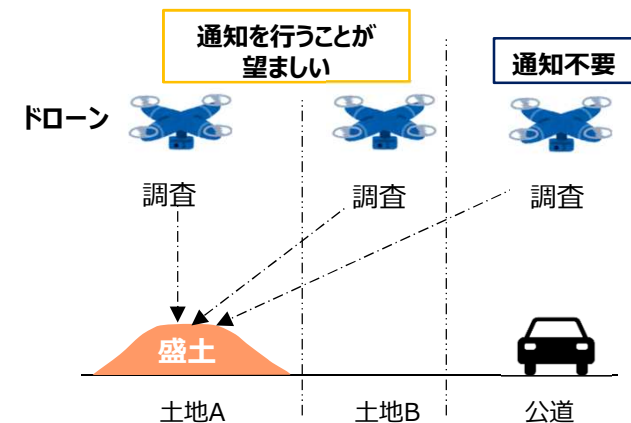 通知を行うことが
望ましい
通知不要
ドローン
調査
調査
調査
盛土
土地A
土地B
公道